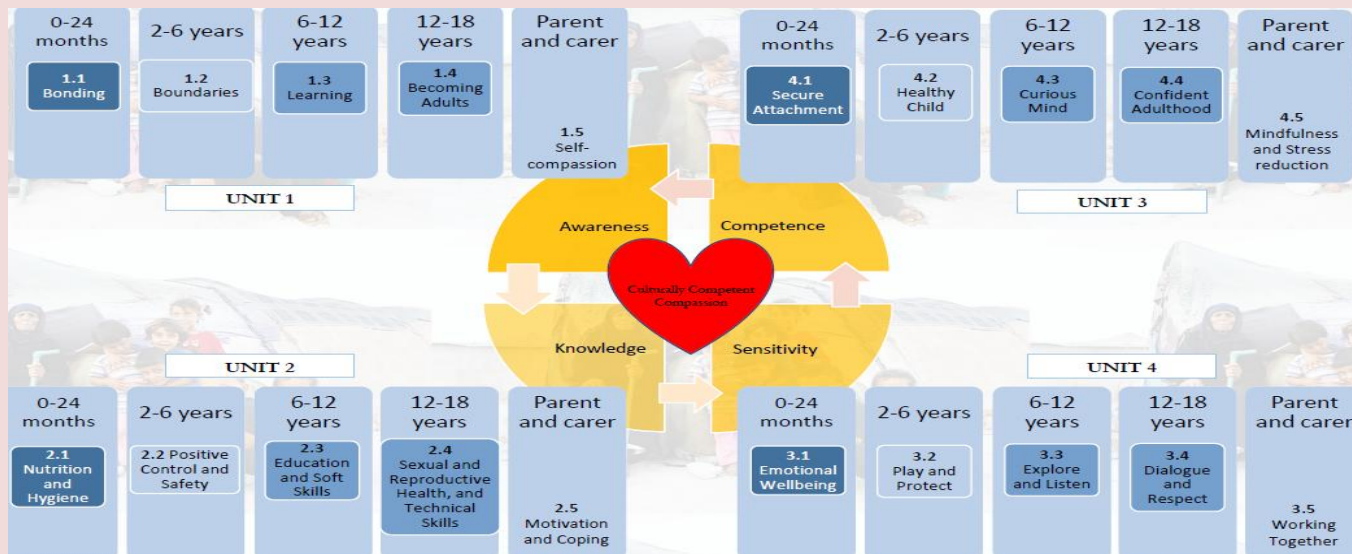 0-24
months
1.1
Bonding
2-6 years
1.2
Boundaries
6-12
years
1.3
Learning
12-18
years
1.4
Becoming
Adults
Parent
and carer
1.5
Self-
compassion
UNIT 1
0-24
months
4.1
Secure
Attachment
2-6 years
4.2
Healthy
Child
6-12
years
4.3
Curious
Mind
12-18
years
4.4
Confident
Adulthood
Parent
and carer
4.5
Mindfulness
and Stress
reduction
UNIT 3
Awareness
Competence
Culturally Competent
Compassion
Knowledge
Sensitivity
UNIT 2
0-24
months
2.1
Nutrition
and
Hygiene
2-6 years
2.2 Positive
Control and
Safety
6-12
years
2.3
Education
and Soft
Skills
12-18
years
2.4
Sexual and
Reproductive
Health, and
Technical
Skills
Parent
and carer
2.5
Motivation
and Coping
UNIT 4
0-24
months
3.1
Emotional
Wellbeing
2-6 years
3.2
Play and
Protect
6-12
years
3.3
Explore
and Listen
12-18
years
3.4
Dialogue
and
Respect
Parent
and carer
3.5
Working
Together